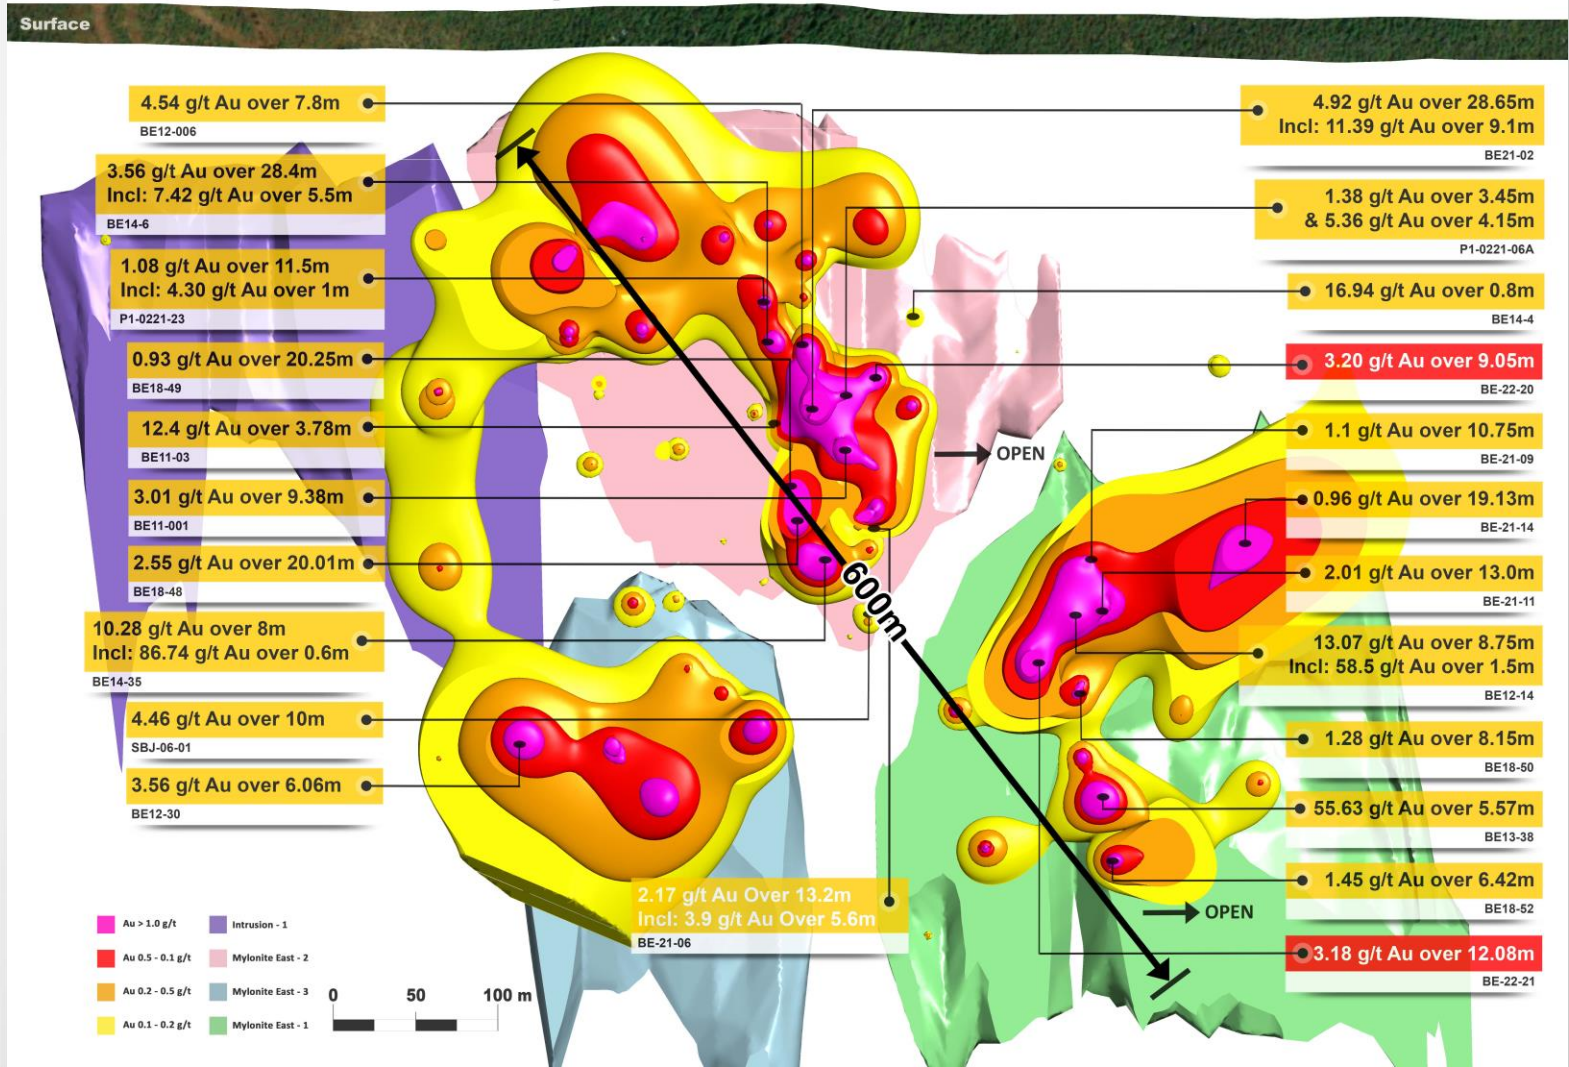 Surface
4.54 g/t Au over 7.8m
BE12-006
3.56 g/t Au over 28.4m
Incl: 7.42 g/t Au over 5.5m
BE14-6
1.08 g/t Au over 11.5m
Incl: 4.30 g/t Au over 1m
P1-0221-23
0.93 g/t Au over 20.25m
BE18-49
12.4 g/t Au over 3.78m
BE11-03
3.01 g/t Au over 9.38m
BE11-001
2.55 g/t Au over 20.01m
BE18-48
10.28 g/t Au over 8m
Incl: 86.74 g/t Au over 0.6m
BE14-35
4.46 g/t Au over 10m
SBJ-06-01
3.56 g/t Au over 6.06m
BE12-30
4.92 g/t Au over 28.65m
Incl: 11.39 g/t Au over 9.1m
BE21-02
1.38 g/t Au over 3.45m
& 5.36 g/t Au over 4.15m
P1-0221-06A
16.94 g/t Au over 0.8m
BE14-4
3.20 g/t Au over 9.05m
BE-22-20
1.1 g/t Au over 10.75m
BE-21-09
0.96 g/t Au over 19.13m
BE-21-14
2.01 g/t Au over 13.0m
BE-21-11
13.07 g/t Au over 8.75m
Incl: 58.5 g/t Au over 1.5m
BE12-14
1.28 g/t Au over 8.15m
BE18-50
55.63 g/t Au over 5.57m
BE13-38
1.45 g/t Au over 6.42m
BE18-52
3.18 g/t Au over 12.08m
BE-22-21
OPEN
600m
OPEN
2.17 g/t Au Over 13.2m
Incl: 3.9 g/t Au Over 5.6m
BE-21-06
Au > 1.0 g/t
Au 0.5 - 0.1 g/t
Au 0.2 - 0.5 g/t
Au 0.1 - 0.2 g/t
Intrusion - 1
Mylonite East - 2
Mylonite East - 3
Mylonite East - 1
0 50 100 m